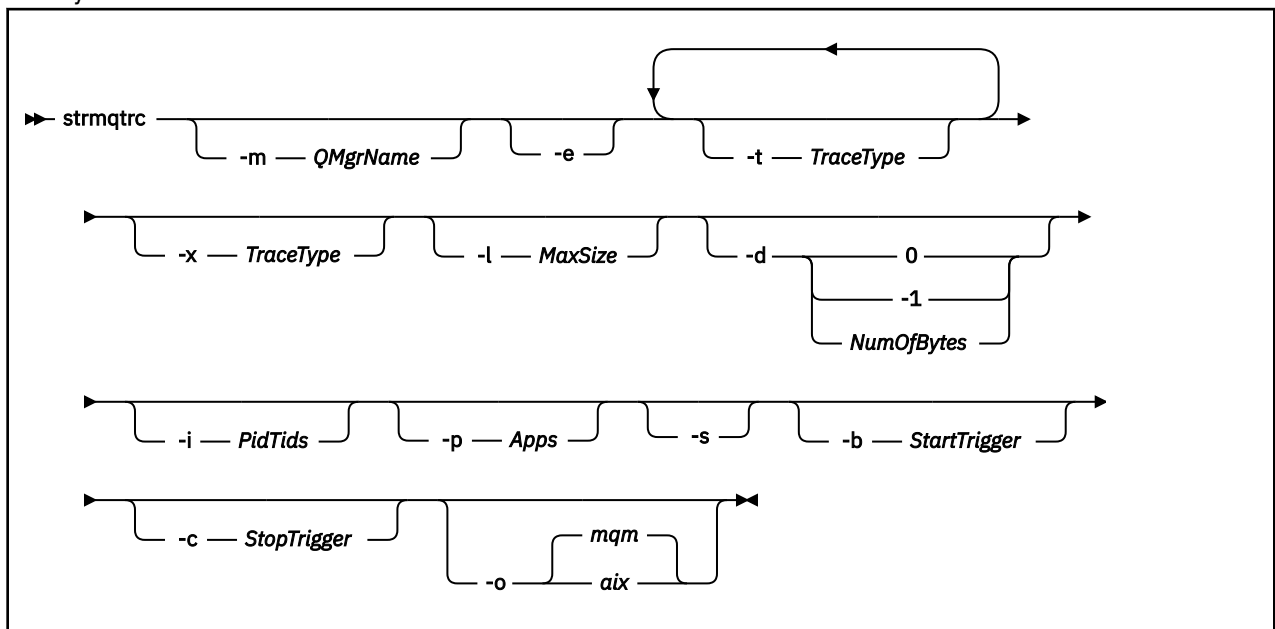 strmqtrc -m QMgrName -e -t TraceType
-x TraceType -l MaxSize -d 0
-1
NumOfBytes
-i PidTids -p Apps -s -b StartTrigger
-c StopTrigger mqm
-o aix